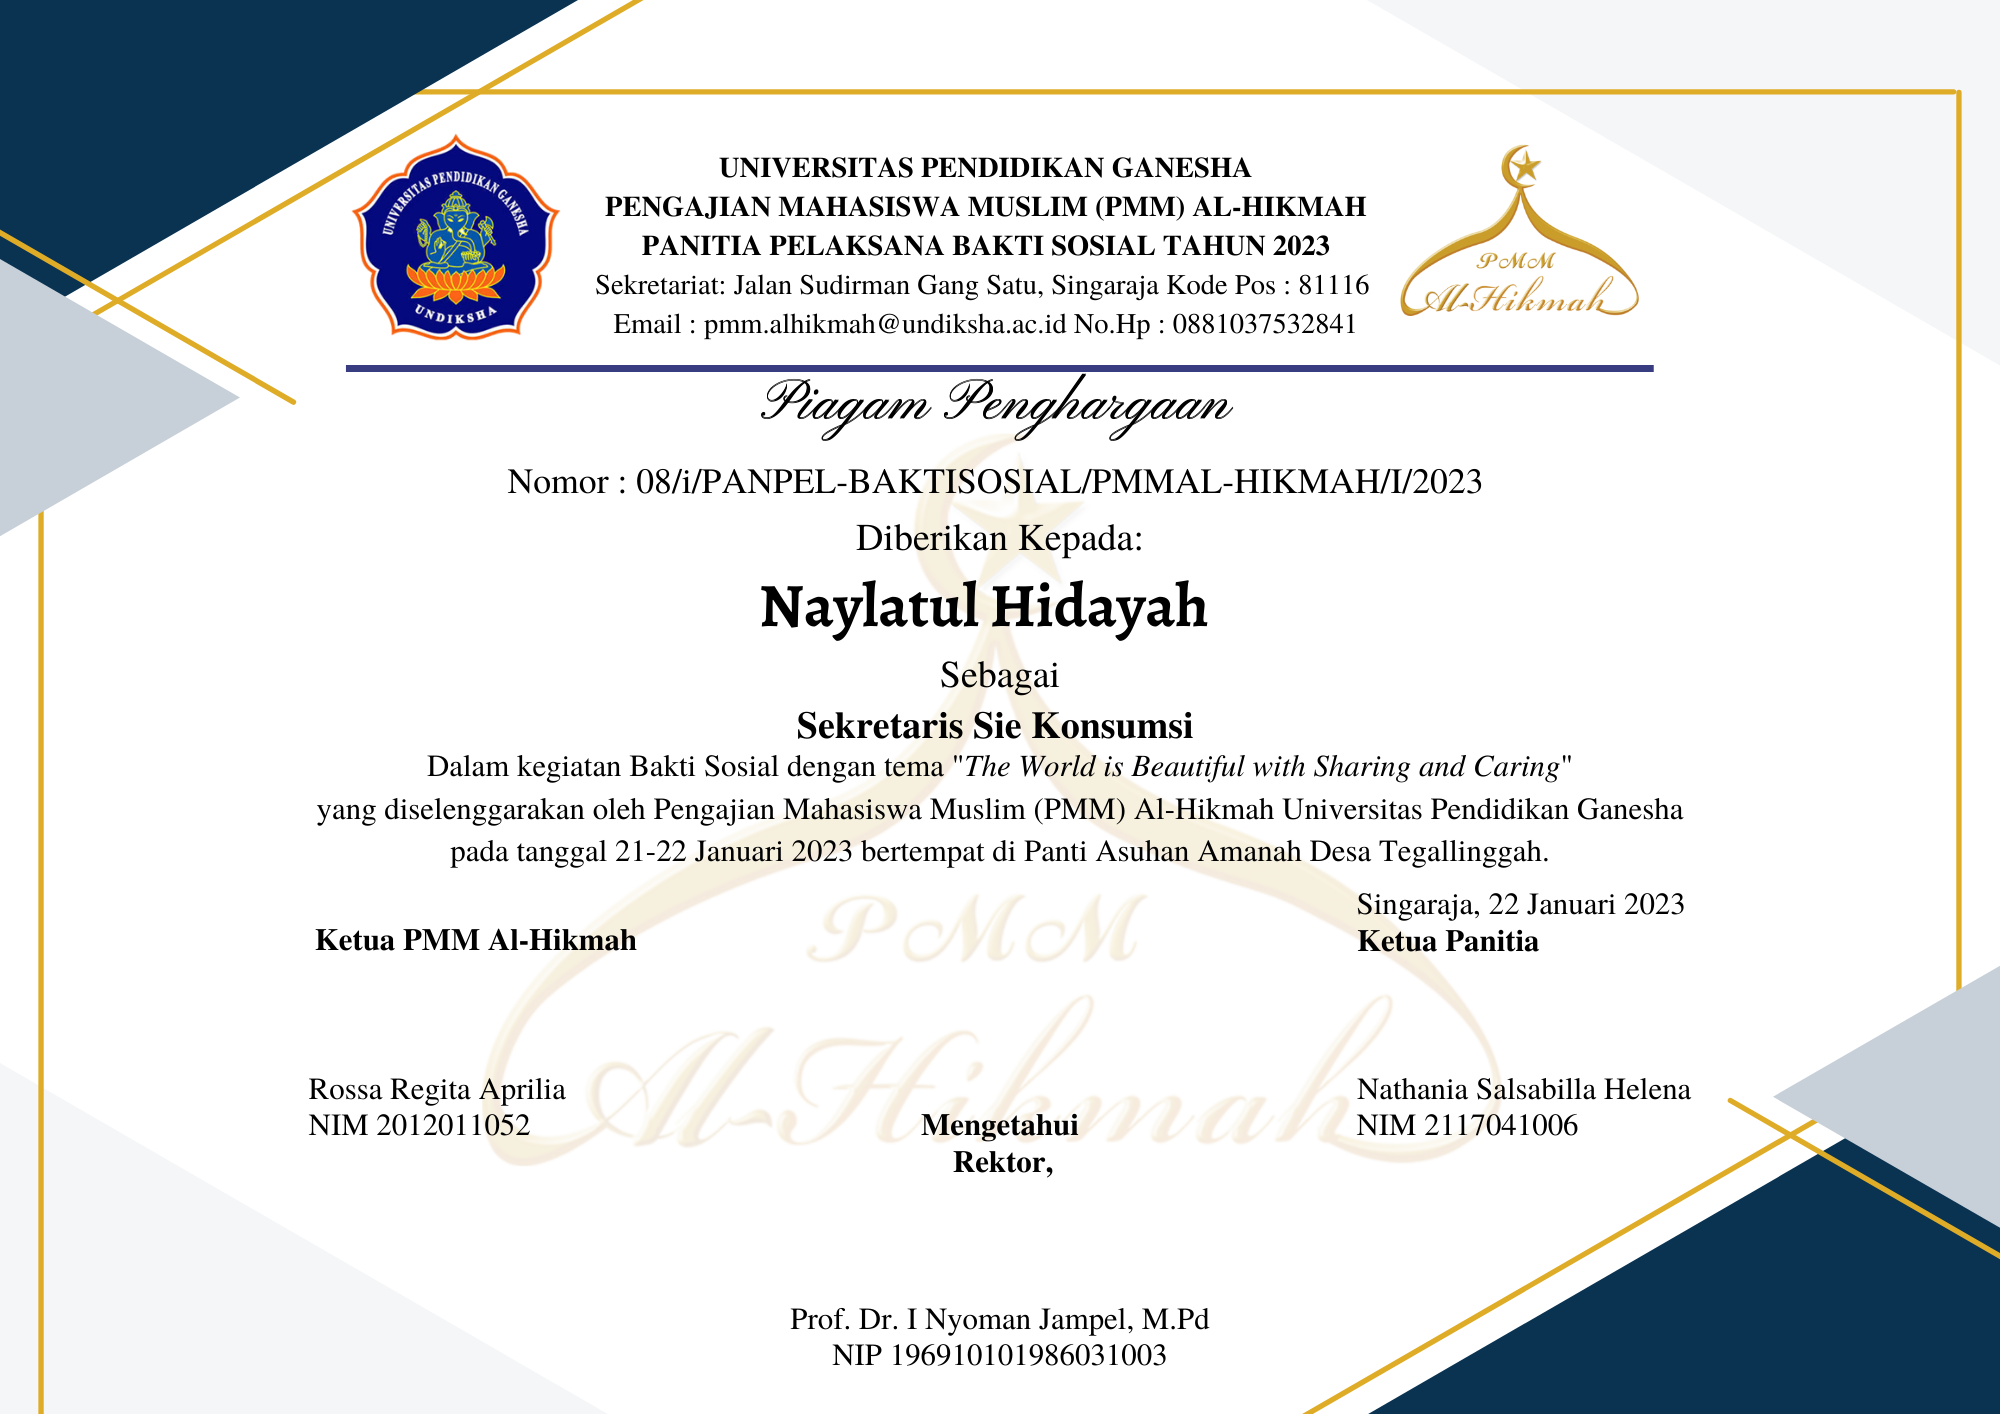 UNIVERSITAS PENDIDIKAN GANESHA
UNDIKSHA
UNIVERSITAS PENDIDIKAN GANESHA
PENGAJIAN MAHASISWA MUSLIM (PMM) AL-HIKMAH
PANITIA PELAKSANA BAKTI SOSIAL TAHUN 2023
Sekretariat: Jalan Sudirman Gang Satu, Singaraja Kode Pos : 81116
Email : pmm.alhikmah@undiksha.ac.id No.Hp : 0881037532841
PMM
Al-Hikmah
Piagam Penghargaan
Nomor : 08/i/PANPEL-BAKTISOSIAL/PMMAL-HIKMAH/I/2023
Diberikan Kepada:
Naylatul Hidayah
Sebagai
Sekretaris Sie Konsumsi
Dalam kegiatan Bakti Sosial dengan tema "The World is Beautiful with Sharing and Caring"
yang diselenggarakan oleh Pengajian Mahasiswa Muslim (PMM) Al-Hikmah Universitas Pendidikan Ganesha
pada tanggal 21-22 Januari 2023 bertempat di Panti Asuhan Amanah Desa Tegallinggah.
PMM
Al-Hikmah
Ketua PMM Al-Hikmah
Rossa Regita Aprilia
NIM 2012011052
Singaraja, 22 Januari 2023
Ketua Panitia
Nathania Salsabilla Helena
NIM 2117041006
Mengetahui
Rektor,
Prof. Dr. I Nyoman Jampel, M.Pd
NIP 196910101986031003